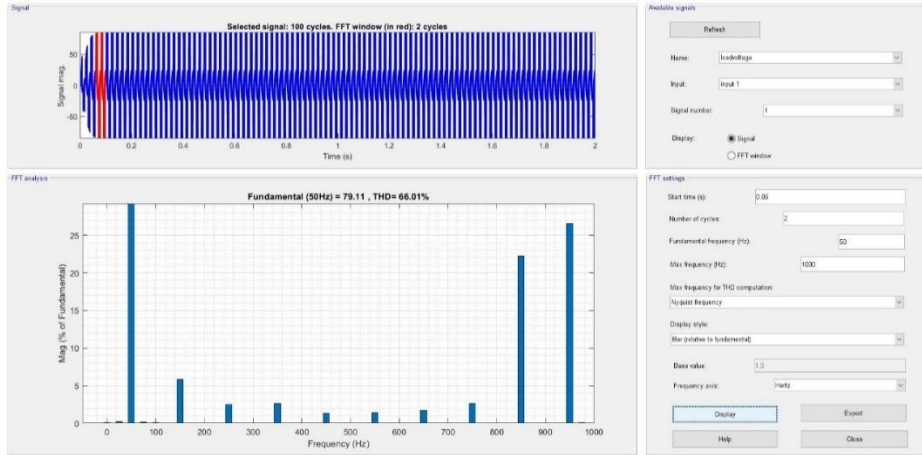 Signal
Selected signal: 100 cycles. FFT window (in red): 2 cycles
50
0
-50
Signal mag.
0 0.2 0.4 0.6 0.8 1 1.2 1.4 1.6 1.8 2
Time (s)
FFT analysis
Fundamental (50Hz) = 79.11 , THD= 66.01%
25
20
15
10
5
0
Mag (% of Fundamental)
0 100 200 300 400 500 600 700 800 900 1000
Frequency (Hz)
Available signals
Refresh
Name: loadvoltage
Input: input 1
Signal number: 1
Display: Signal
FFT window
FFT settings
Start time (s): 0.06
Number of cycles: 2
Fundamental frequency (Hz): 50
Max frequency (Hz): 1000
Max frequency for THD computation:
Nyquist frequency
Display style:
Bar (relative to fundamental)
Base value: 1.0
Frequency axis: Hertz
Display Export
Help Close